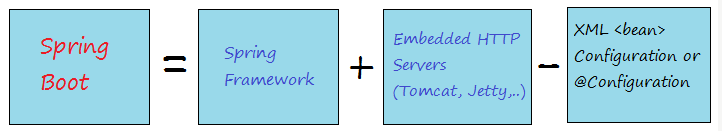 Spring
Boot
=
Spring
Framework
+
Embedded HTTP
Servers
(Tomcat, Jetty,..)
-
XML <bean>
Configuration or
@Configuration